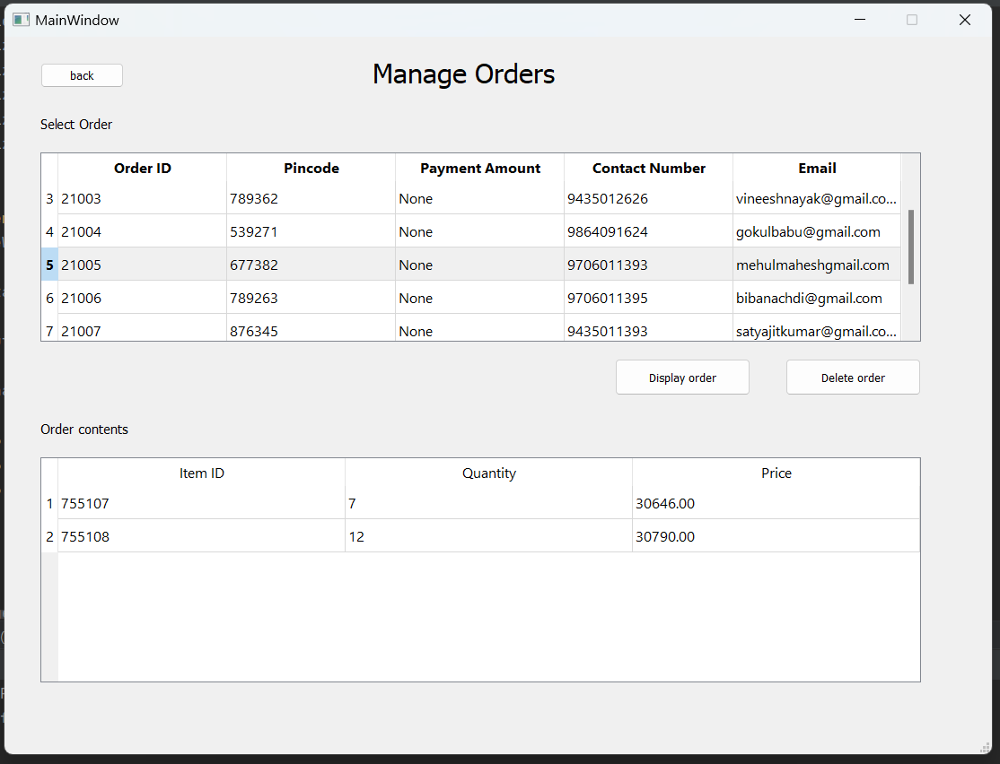 MainWindow
back
Manage Orders
Select Order
Order ID Pincode Payment Amount Contact Number Email
3 21003 789362 None 9435012626 vineeshnayak@gmail.co...
4 21004 539271 None 9864091624 gokulbabu@gmail.com
5 21005 677382 None 9706011393 mehulmaheshgmail.com
6 21006 789263 None 9706011395 bibanachdi@gmail.com
7 21007 876345 None 9435011393 satyajitkumar@gmail.co...
Display order Delete order
Order contents
Item ID Quantity Price
1 755107 7 30646.00
2 755108 12 30790.00